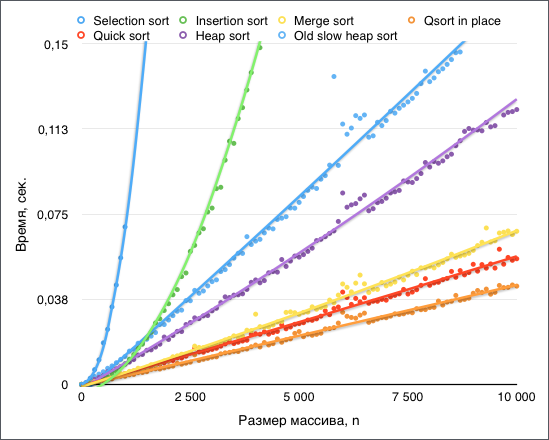 Selection sort Insertion sort Merge sort Qsort in place
Quick sort Heap sort Old slow heap sort
0,15
0,113
0,075
0,038
0
Время, сек.
0 2 500 5 000 7 500 10 000
Размер массива, n